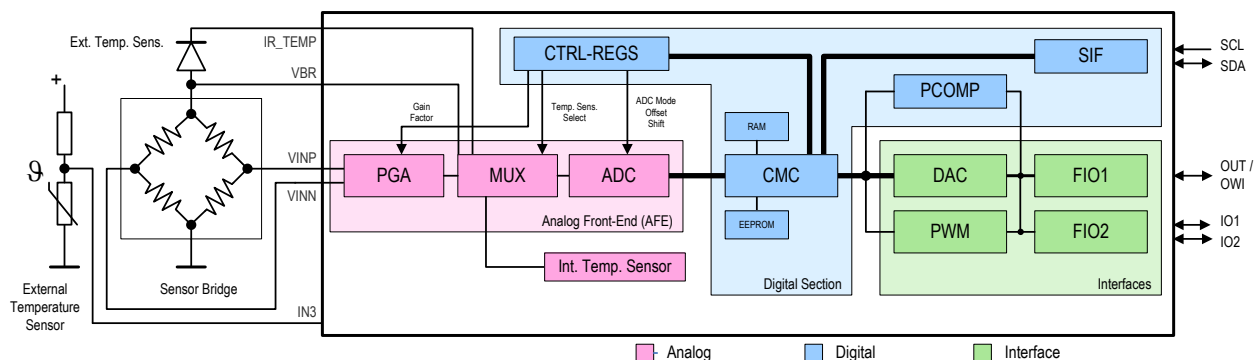 Ext. Temp. Sens.
IR_TEMP
VBR
+
ϑ
VINP
VINN
External
Temperature
Sensor
Sensor Bridge
IN3
CTRL-REGS
SIF
SCL
SDA
PCOMP
Gain
Factor
Temp. Sens.
Select
ADC Mode
Offset
Shift
RAM
PGA
MUX
ADC
CMC
DAC
FIO1
OUT /
OWI
Analog Front-End (AFE)
EEPROM
PWM
FIO2
IO1
IO2
Int. Temp. Sensor
Digital Section
Interfaces
Analog
Digital
Interface